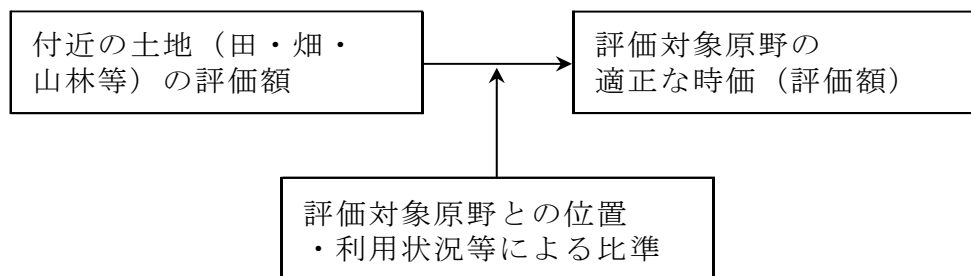 付近の土地（田・畑・
山林等）の評価額
評価対象原野の
適正な時価（評価額）
評価対象原野との位置
・利用状況等による比準